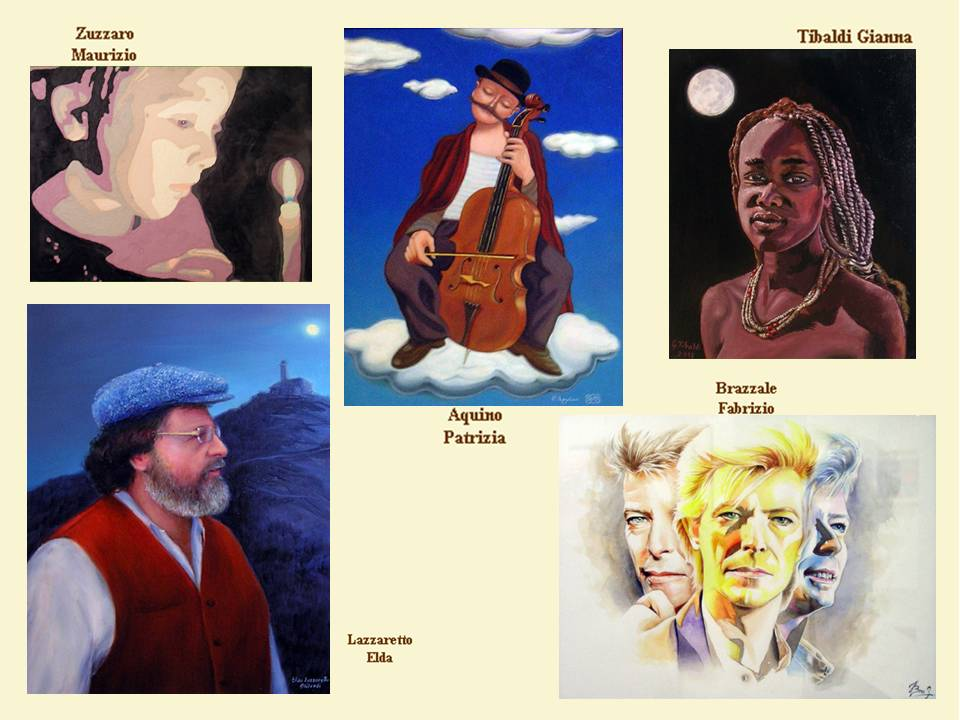 Zuzzaro
Maurizio
Tibaldi Gianna
Aquino
Patrizia
Brazzale
Fabrizio
Lazzaretto
Elda